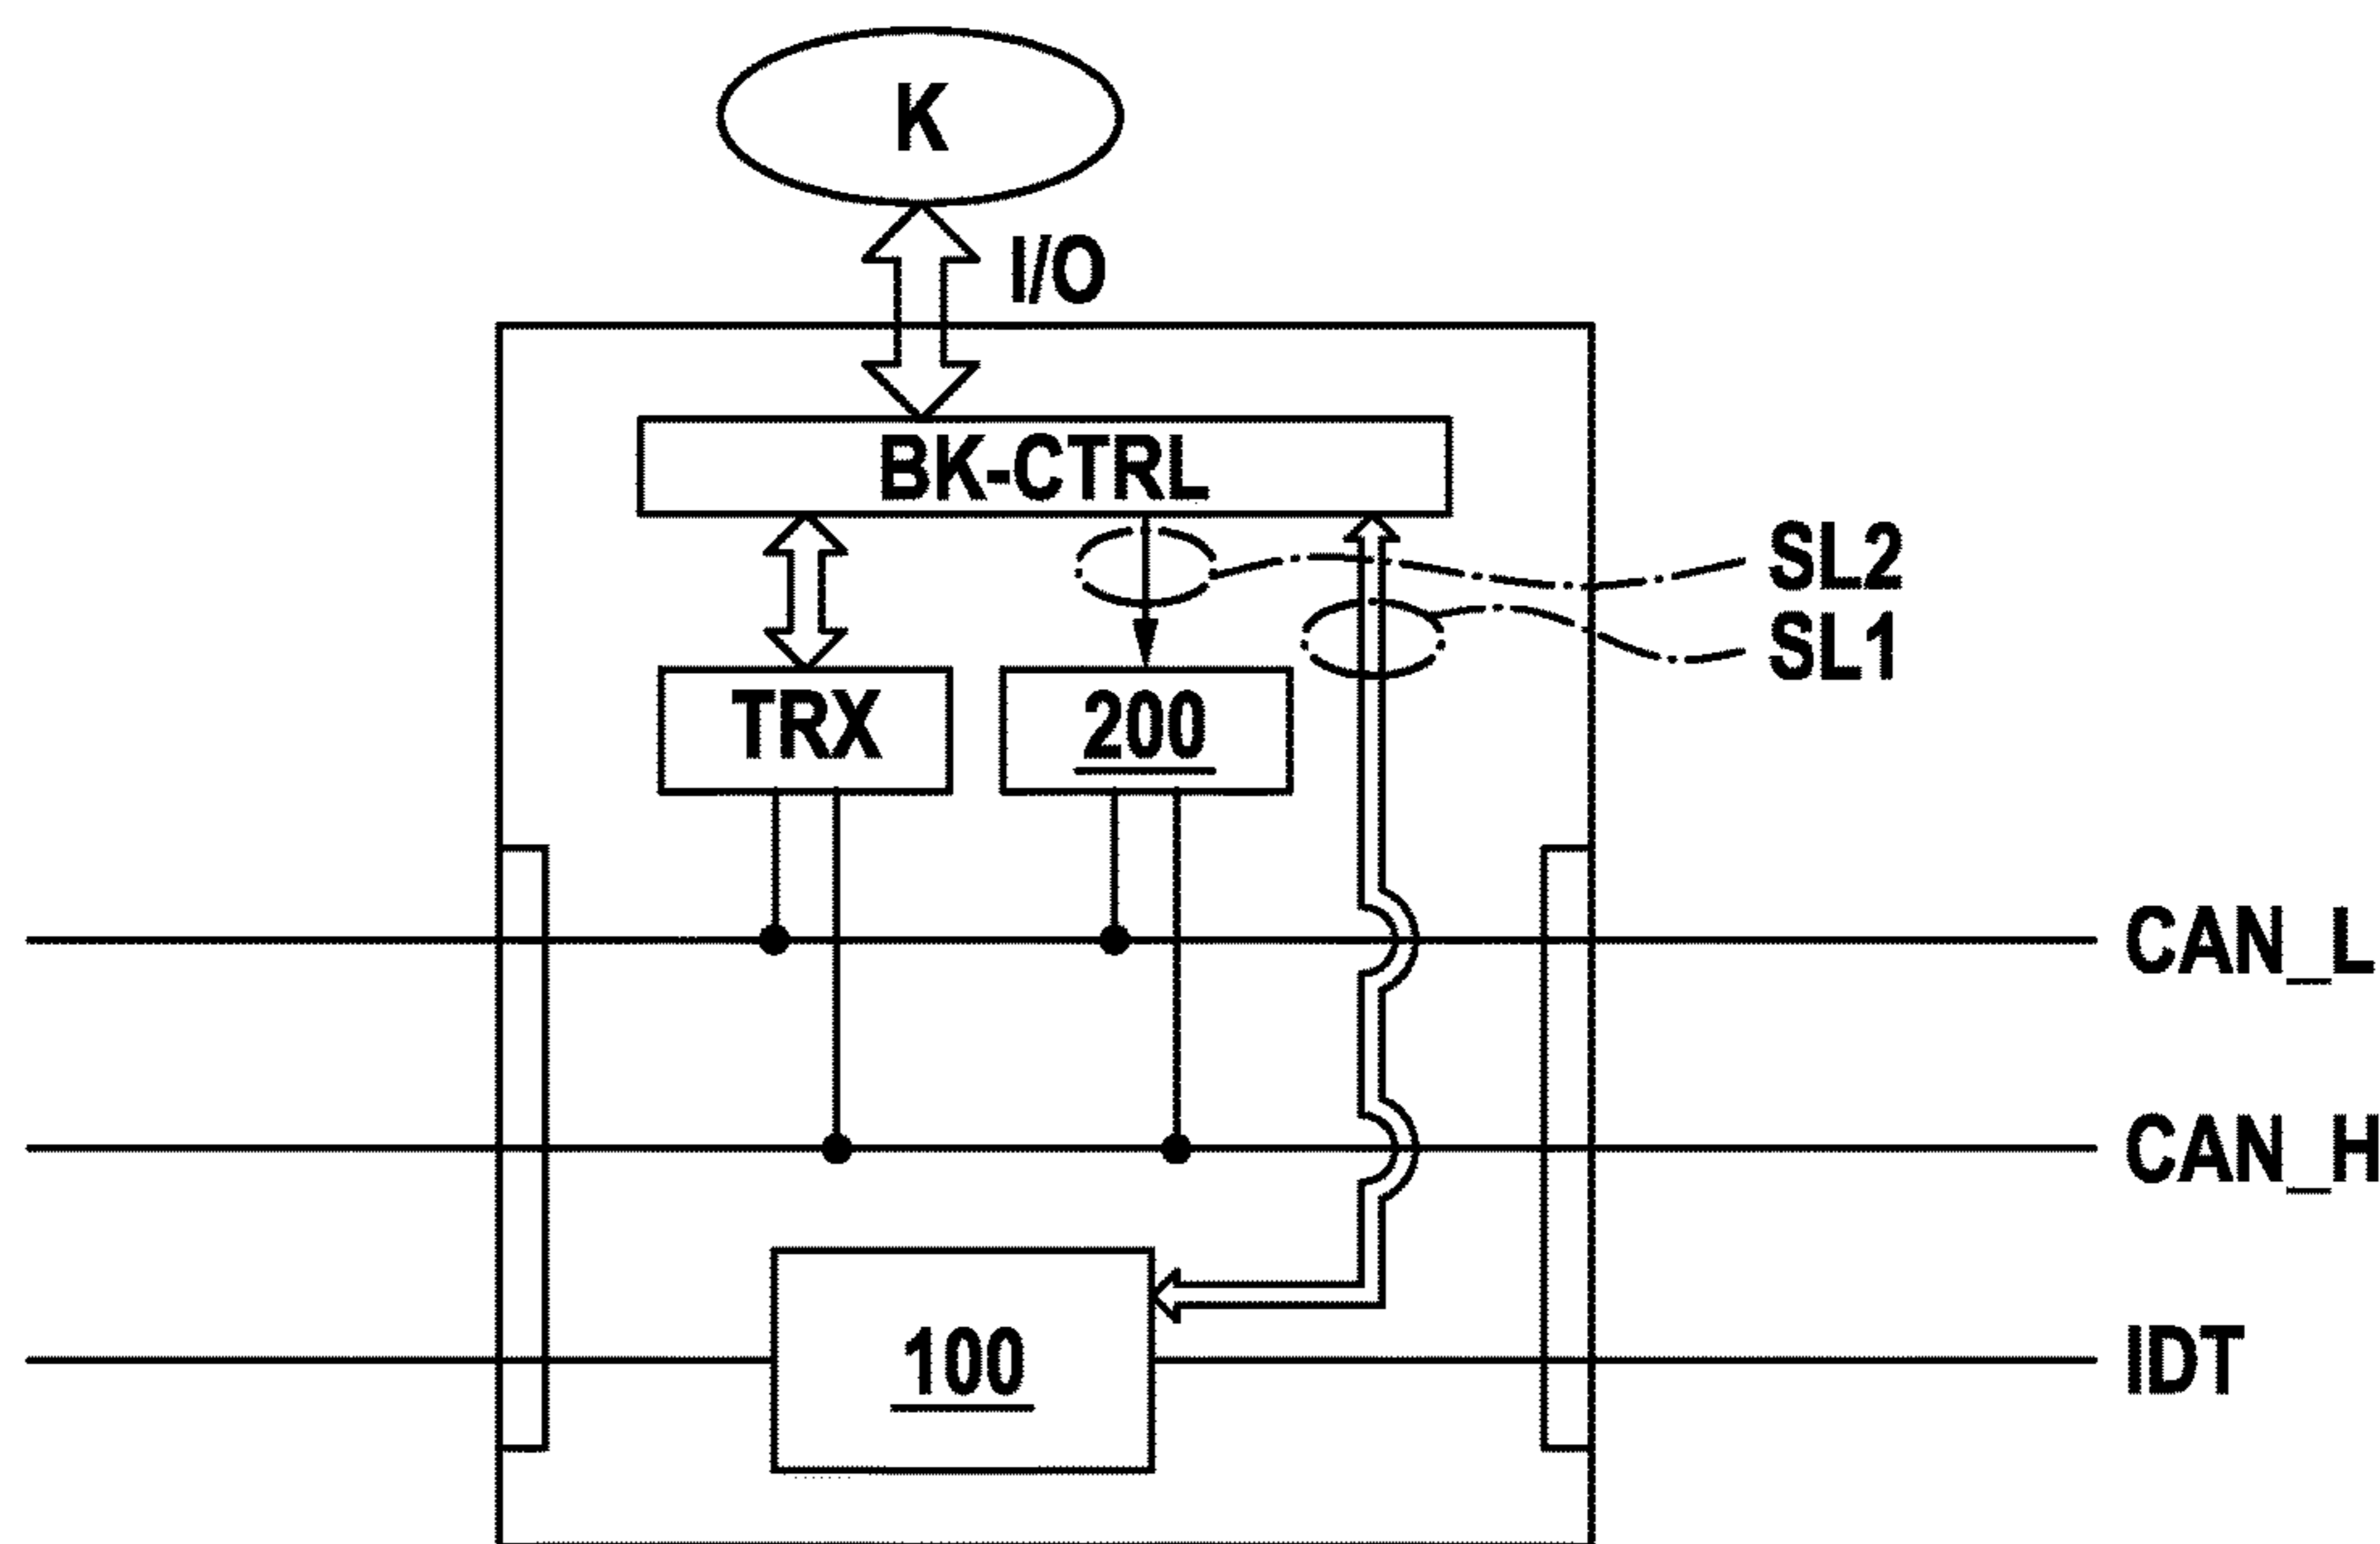 K
I/O
BK-CTRL
SL2
SL1
TRX
200
CAN_L
CAN_H
100
IDT